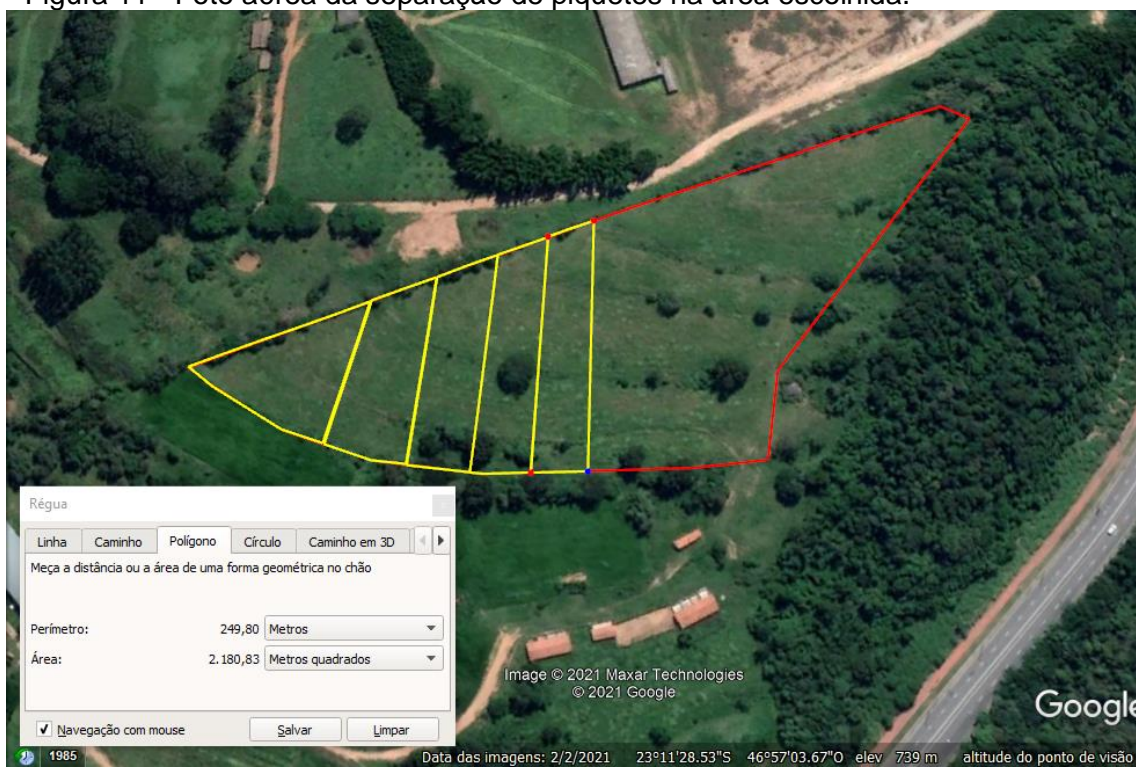 Figura 11 - Foto aérea da separação de piquetes na área escolhida.
Régua
Linha
Caminho
Polígono
Círculo
Caminho em 3D
Meça a distância ou a área de uma forma geométrica no chão
Perímetro: 249,80 Metros
Área: 2.180,83 Metros quadrados
Navegação com mouse
Salvar
Limpar
Image © 2021 Maxar Technologies
© 2021 Google
Google
1985
Data das imagens: 2/2/2021 23°11'28.53"S 46°57'03.67"O elev 739 m altitude do ponto de visão